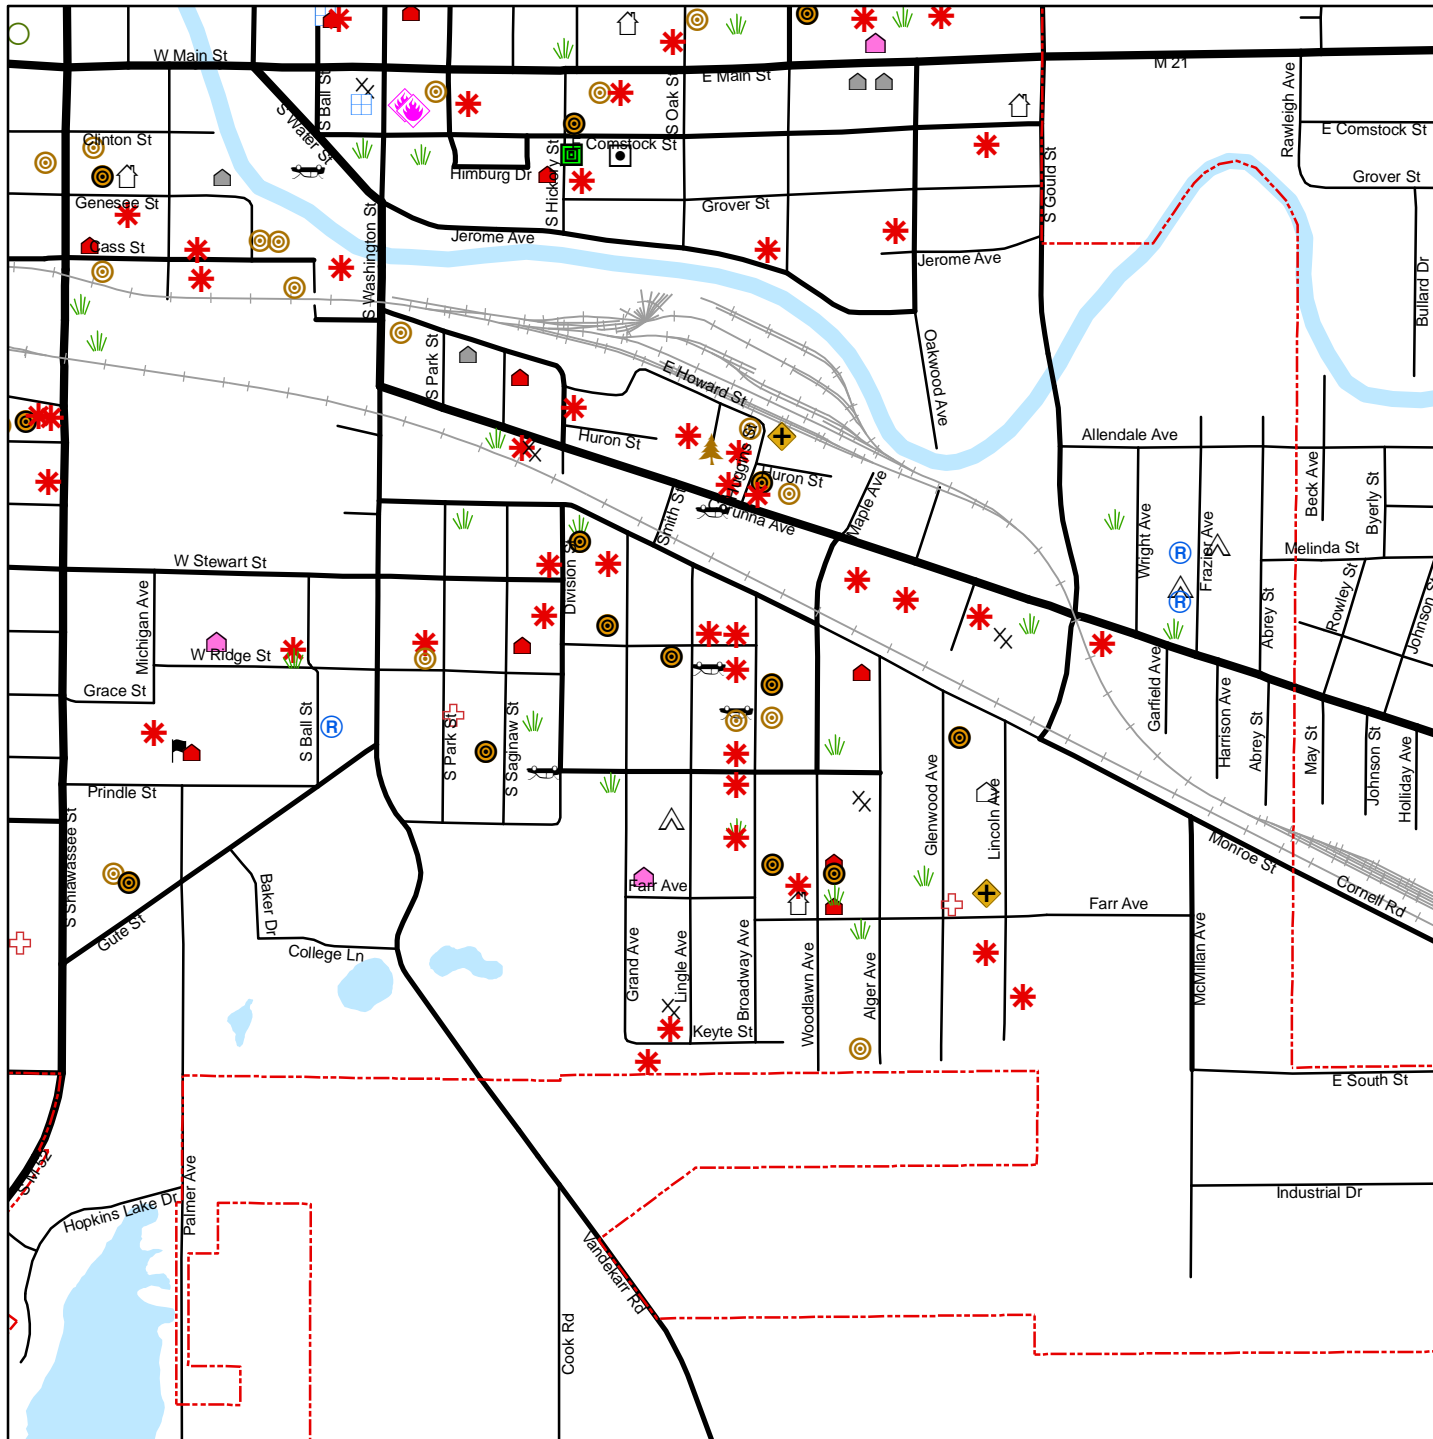 W Main St
E Main St
M 21
S Ball St
S Water St
S Oak St
Rawleigh Ave
E Comstock St
Clinton St
Comstock St
S Hickory St
Himburg Dr
S Gould St
Grover St
Genesee St
Grover St
Cass St
Jerome Ave
S Washington St
Jerome Ave
Bullard Dr
S Park St
E Howard St
Oakwood Ave
Huron St
Allendale Ave
Huron St
Maple Ave
Smith St
Beck Ave
Byerly St
Wright Ave
Frazier Ave
Melinda St
W Stewart St
Division St
Michigan Ave
Abrey St
Rowley St
Johnson St
W Ridge St
Grace St
Garfield Ave
Harrison Ave
Abrey St
May St
Johnson St
Holliday Ave
S Ball St
S Park St
S Saginaw St
R
R
R
Prindle St
S Shiawassee St
Glenwood Ave
Lincoln Ave
Monroe St
Cornell Rd
Baker Dr
Gute St
College Ln
Farr Ave
Farr Ave
Grand Ave
Lingle Ave
Broadway Ave
Woodlawn Ave
Alger Ave
McMillan Ave
Keyte St
E South St
S M 52
Hopkins Lake Dr
Palmer Ave
Industrial Dr
Vandekarr Rd
Cook Rd